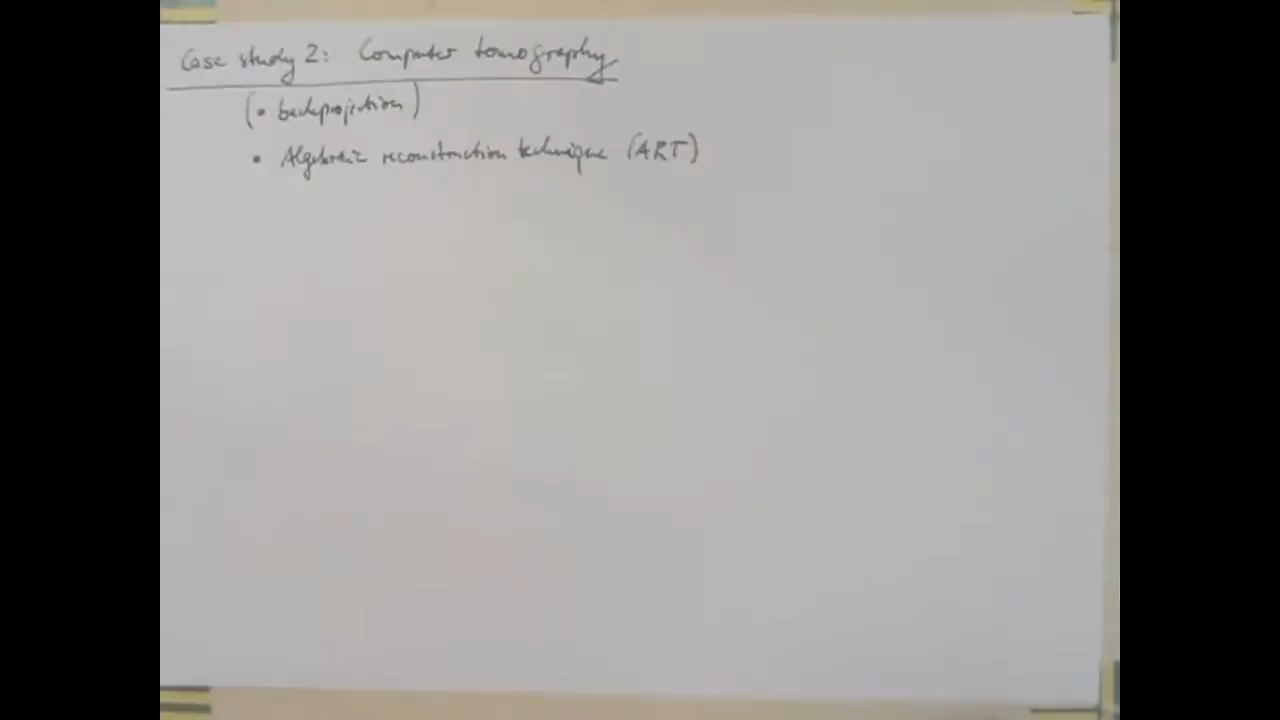 Case study 2: Computer tomography
(• backprojection)
• Algebraic reconstruction technique (ART)